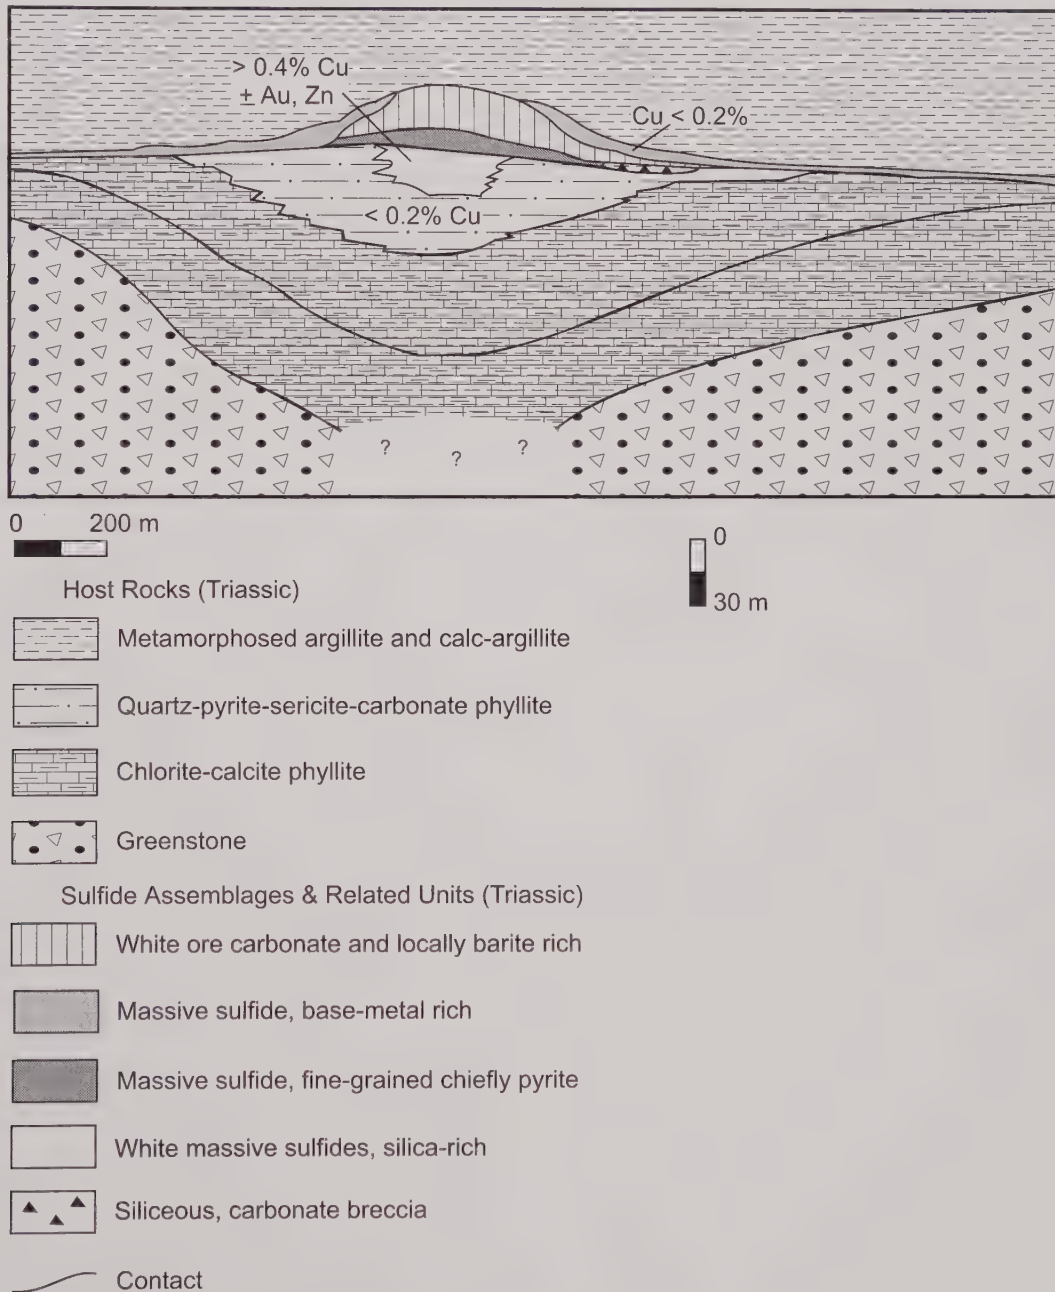 > 0.4% Cu
± Au, Zn
Cu < 0.2%
< 0.2% Cu
? ? ?
0 200 m
0
30 m
Host Rocks (Triassic)
Metamorphosed argillite and calc-argillite
Quartz-pyrite-sericite-carbonate phyllite
Chlorite-calcite phyllite
Greenstone
Sulfide Assemblages & Related Units (Triassic)
White ore carbonate and locally barite rich
Massive sulfide, base-metal rich
Massive sulfide, fine-grained chiefly pyrite
White massive sulfides, silica-rich
Siliceous, carbonate breccia
Contact